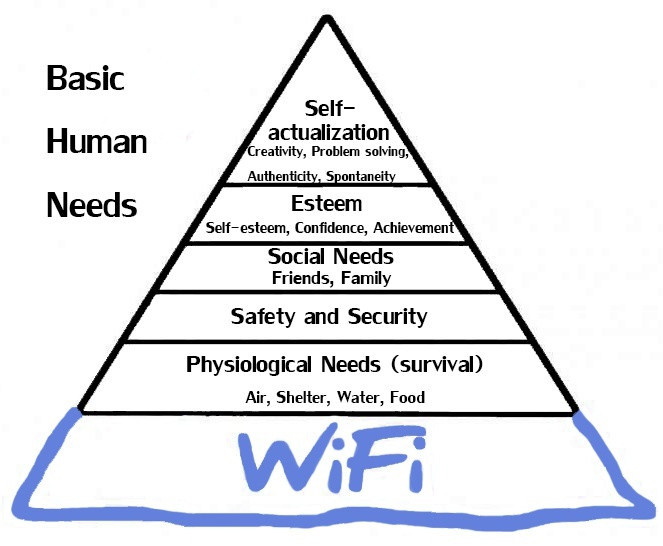 Basic
Human
Needs
Self-
actualization
Creativity, Problem solving,
Authenticity, Spontaneity
Esteem
Self-esteem, Confidence, Achievement
Social Needs
Friends, Family
Safety and Security
Physiological Needs (survival)
Air, Shelter, Water, Food
WiFi